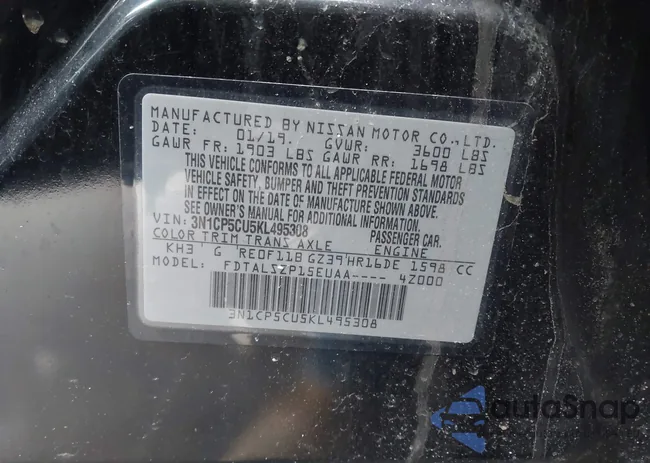 MANUFACTURED BY NISSAN MOTOR CO.,LTD.
DATE: 01/19. GVWR: 3600 LBS
GAWR FR: 1903 LBS GAWR RR: 1698 LBS
THIS VEHICLE CONFORMS TO ALL APPLICABLE FEDERAL MOTOR
VEHICLE SAFETY, BUMPER AND THEFT PREVENTION STANDARDS
IN EFFECT ON THE DATE OF MANUFACTURE SHOWN ABOVE.
SEE OWNER'S MANUAL FOR ADDITIONAL INFORMATION.
VIN: 3N1CP5CU5KL495308 PASSENGER CAR.
COLOR TRIM TRANS AXLE ENGINE
KH3 G RE0F11B GZ39 HR16DE 1598 CC
MODEL: FDTALSZP15EUAA---- 4Z000
3N1CP5CU5KL495308
autoSnap